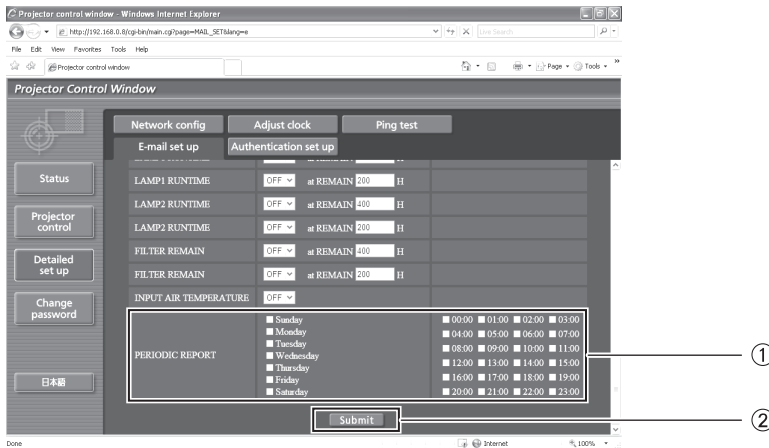 Projector control window - Windows Internet Explorer
http://192.168.0.8/cgi-bin/main.cgi?page=MAIL_SET&lang=e
Live Search
File Edit View Favorites Tools Help
Projector control window
Page Tools
Projector Control Window
Network config Adjust clock Ping test
E-mail set up Authentication set up
Status
Projector control
Detailed set up
Change password
日本語
LAMP1 RUNTIME OFF at REMAIN 200 H
LAMP2 RUNTIME OFF at REMAIN 400 H
LAMP2 RUNTIME OFF at REMAIN 200 H
FILTER REMAIN OFF at REMAIN 400 H
FILTER REMAIN OFF at REMAIN 200 H
INPUT AIR TEMPERATURE OFF
PERIODIC REPORT
Sunday
Monday
Tuesday
Wednesday
Thursday
Friday
Saturday
00:00 01:00 02:00 03:00
04:00 05:00 06:00 07:00
08:00 09:00 10:00 11:00
12:00 13:00 14:00 15:00
16:00 17:00 18:00 19:00
20:00 21:00 22:00 23:00
①
Submit
②
Done
Internet
100%